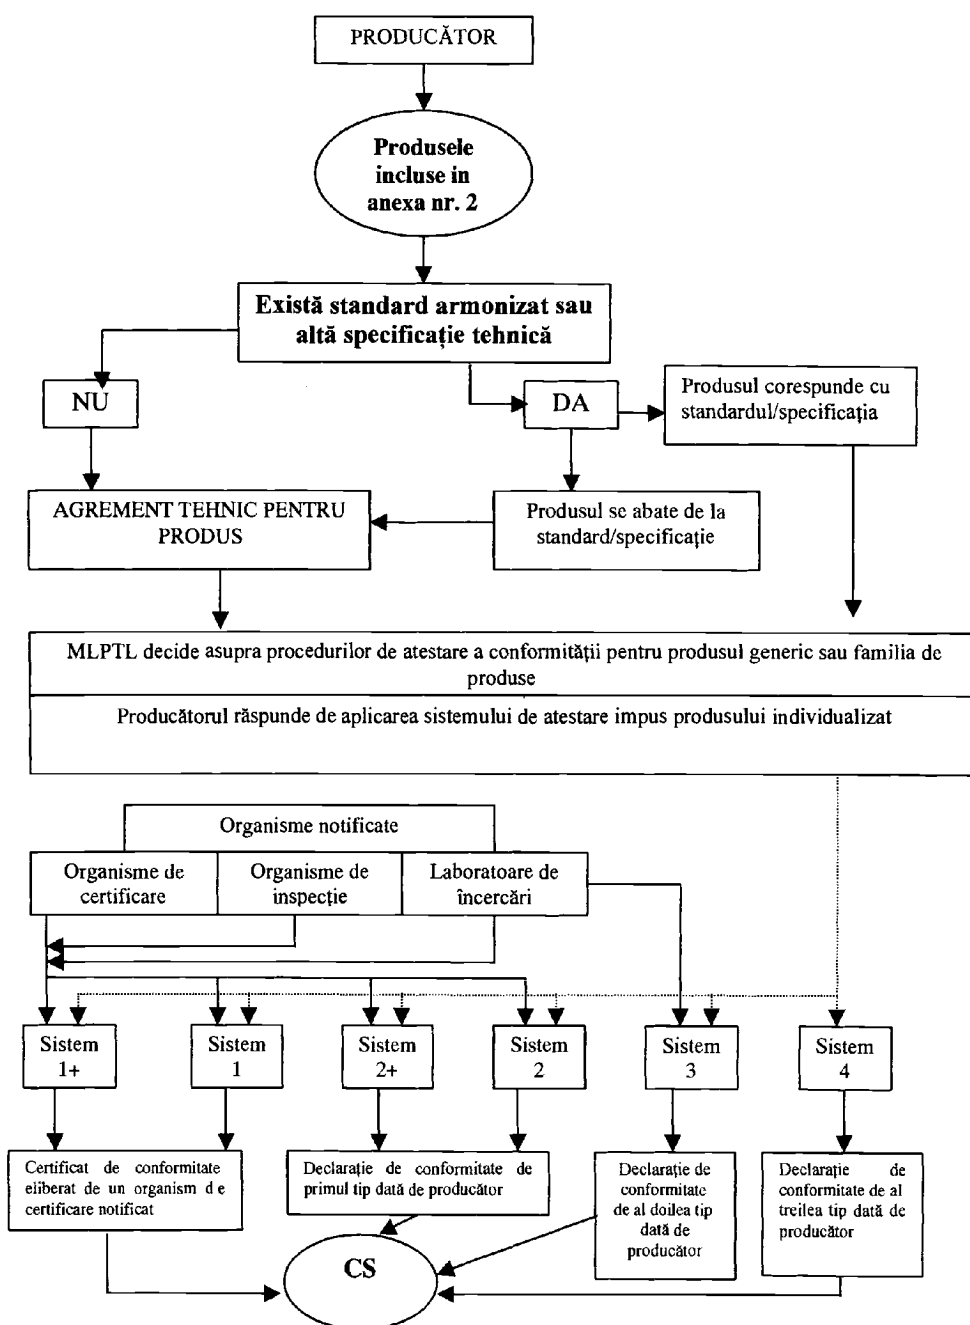 PRODUCĂTOR
Produsele
incluse in
anexa nr. 2
Există standard armonizat sau
altă specificație tehnică
NU
DA
Produsul corespunde cu
standardul/specificația
AGREMENT TEHNIC PENTRU
PRODUS
Produsul se abate de la
standard/specificație
MLPTL decide asupra procedurilor de atestare a conformității pentru produsul generic sau familia de
produse
Producătorul răspunde de aplicarea sistemului de atestare impus produsului individualizat
Organisme notificate
Organisme de
certificare
Organisme de
inspecție
Laboratoare de
încercări
Sistem
1+
Sistem
1
Sistem
2+
Sistem
2
Sistem
3
Sistem
4
Certificat de conformitate
eliberat de un organism de
certificare notificat
Declarație de conformitate de
primul tip dată de producător
Declarație de
conformitate
de al doilea tip
dată de
producător
Declarație de
conformitate de al
treilea tip dată de
producător
CS